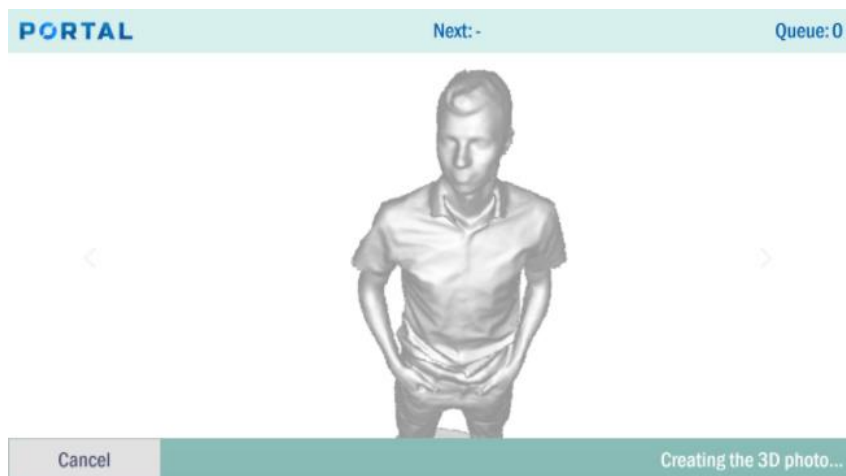 PORTAL
Next: -
Queue: 0
Cancel
Creating the 3D photo...